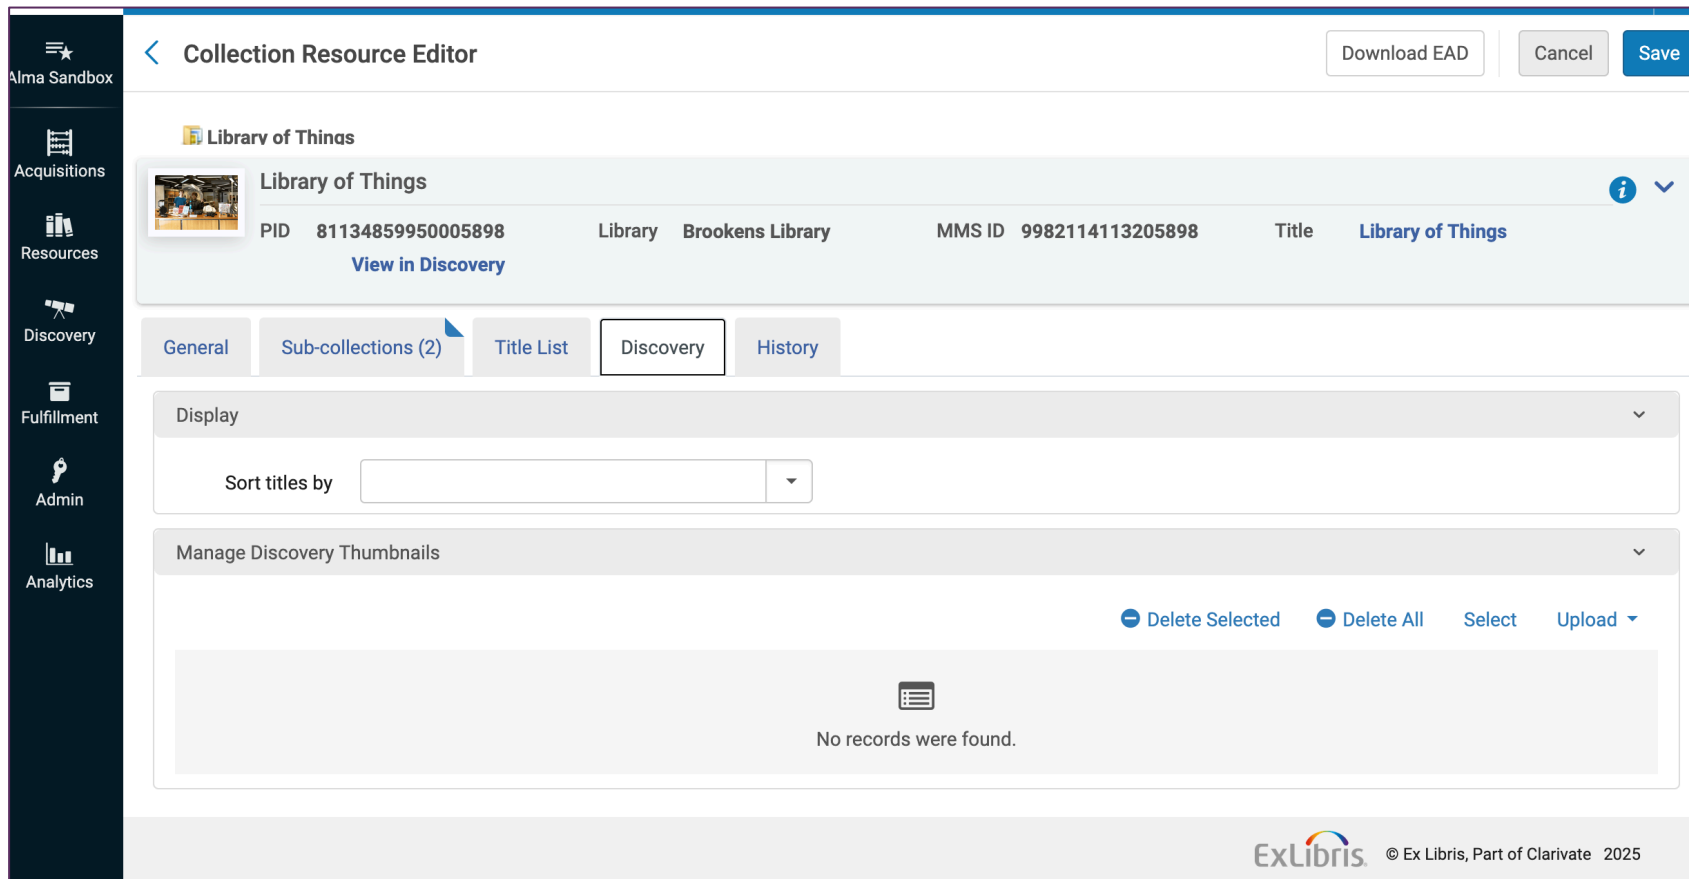 Alma Sandbox
Acquisitions
Resources
Discovery
Fulfillment
Admin
Analytics
Collection Resource Editor
Download EAD
Cancel
Save
Library of Things
Library of Things
PID 81134859950005898 Library Brookens Library MMS ID 9982114113205898 Title Library of Things
View in Discovery
General Sub-collections (2) Title List Discovery History
Display
Sort titles by
Manage Discovery Thumbnails
Delete Selected Delete All Select Upload
No records were found.
ExLibris © Ex Libris, Part of Clarivate 2025